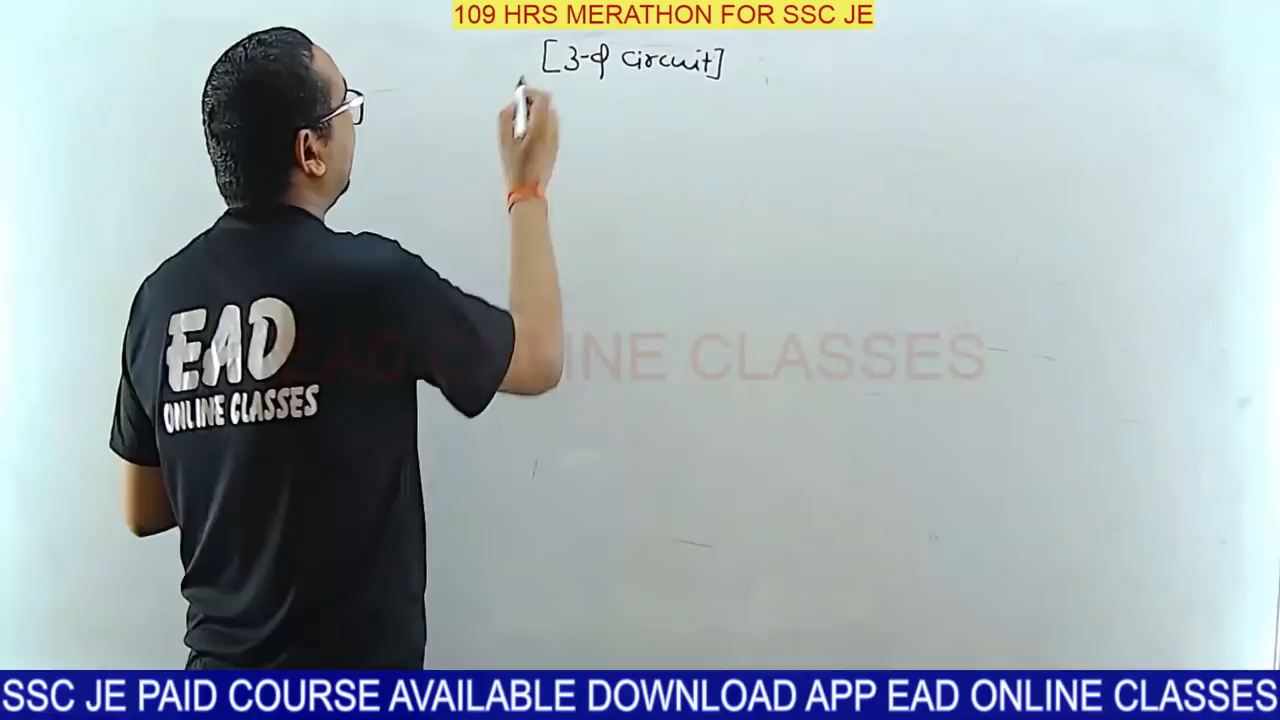 109 HRS MERATHON FOR SSC JE
[3-φ circuit]
EAD
ONLINE CLASSES
EAD ONLINE CLASSES
SSC JE PAID COURSE AVAILABLE DOWNLOAD APP EAD ONLINE CLASSES